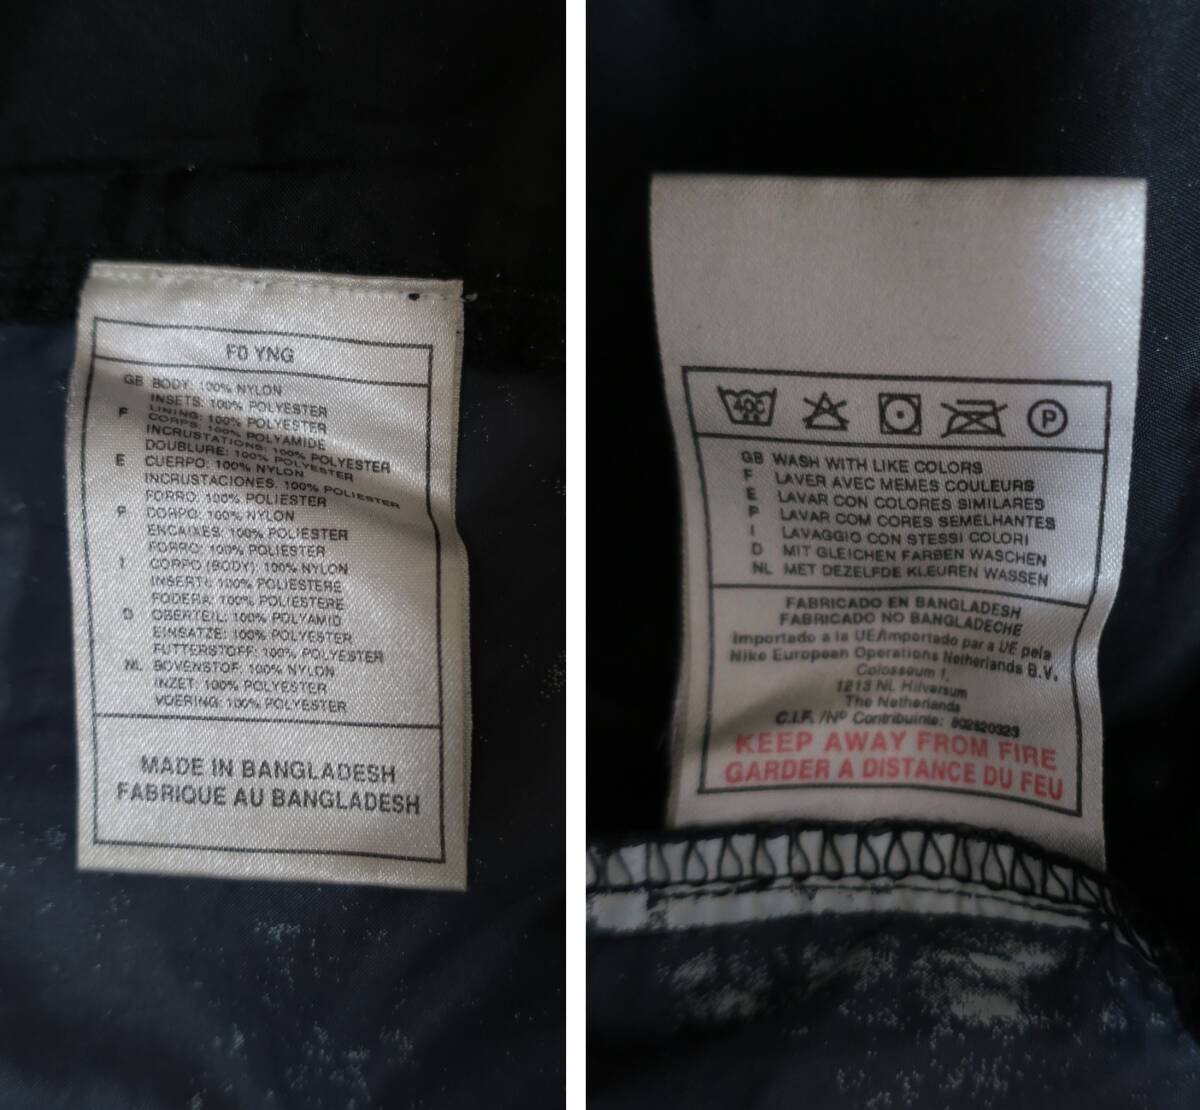 F0 YNG
GB BODY: 100% NYLON
INSETS: 100% POLYESTER
LINING: 100% POLYESTER
F CORPS: 100% POLYAMIDE
INCRUSTATIONS: 100% POLYESTER
DOUBLURE: 100% POLYESTER
E CUERPO: 100% NYLON
INCRUSTACIONES: 100% POLIESTER
FORRO: 100% POLIESTER
P CORPO: 100% NYLON
ENCAIXES: 100% POLIESTER
FORRO: 100% POLIESTER
I CORPO (BODY): 100% NYLON
INSERTI: 100% POLIESTERE
FODERA: 100% POLIESTERE
D OBERTEIL: 100% POLYAMID
EINSATZE: 100% POLYESTER
FUTTERSTOFF: 100% POLYESTER
NL BOVENSTOF: 100% NYLON
INZET: 100% POLYESTER
VOERING: 100% POLYESTER
MADE IN BANGLADESH
FABRIQUE AU BANGLADESH
40C P
GB WASH WITH LIKE COLORS
F LAVER AVEC MEMES COULEURS
E LAVAR CON COLORES SIMILARES
P LAVAR COM CORES SEMELHANTES
I LAVAGGIO CON STESSI COLORI
D MIT GLEICHEN FARBEN WASCHEN
NL MET DEZELFDE KLEUREN WASSEN
FABRICADO EN BANGLADESH
FABRICADO NO BANGLADECHE
Importado a la UE/Importado par a UE pela
Nike European Operations Netherlands B.V.
Colosseum 1,
1213 NL Hilversum
The Netherlands
C.I.F. /Nº Contribuinte: 802620323
KEEP AWAY FROM FIRE
GARDER A DISTANCE DU FEU